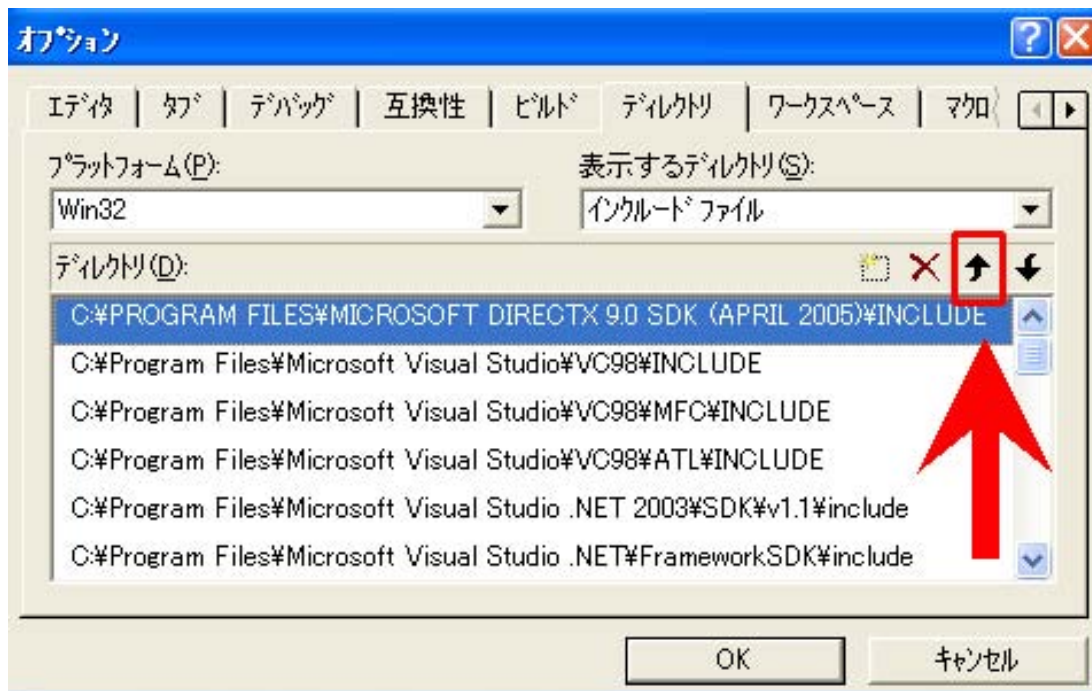 オプション
ｴﾃﾞｨﾀ ﾀﾌﾞ ﾃﾞﾊﾞｯｸﾞ 互換性 ﾋﾞﾙﾄﾞ ﾃﾞｨﾚｸﾄﾘ ﾜｰｸｽﾍﾟｰｽ ﾏｸﾛ
ﾌﾟﾗｯﾄﾌｫｰﾑ(P): 表示するﾃﾞｨﾚｸﾄﾘ(S):
Win32 ｲﾝｸﾙｰﾄﾞ ﾌｧｲﾙ
ﾃﾞｨﾚｸﾄﾘ(D):
C:¥PROGRAM FILES¥MICROSOFT DIRECTX 9.0 SDK (APRIL 2005)¥INCLUDE
C:¥Program Files¥Microsoft Visual Studio¥VC98¥INCLUDE
C:¥Program Files¥Microsoft Visual Studio¥VC98¥MFC¥INCLUDE
C:¥Program Files¥Microsoft Visual Studio¥VC98¥ATL¥INCLUDE
C:¥Program Files¥Microsoft Visual Studio .NET 2003¥SDK¥v1.1¥include
C:¥Program Files¥Microsoft Visual Studio .NET¥FrameworkSDK¥include
OK ｷｬﾝｾﾙ